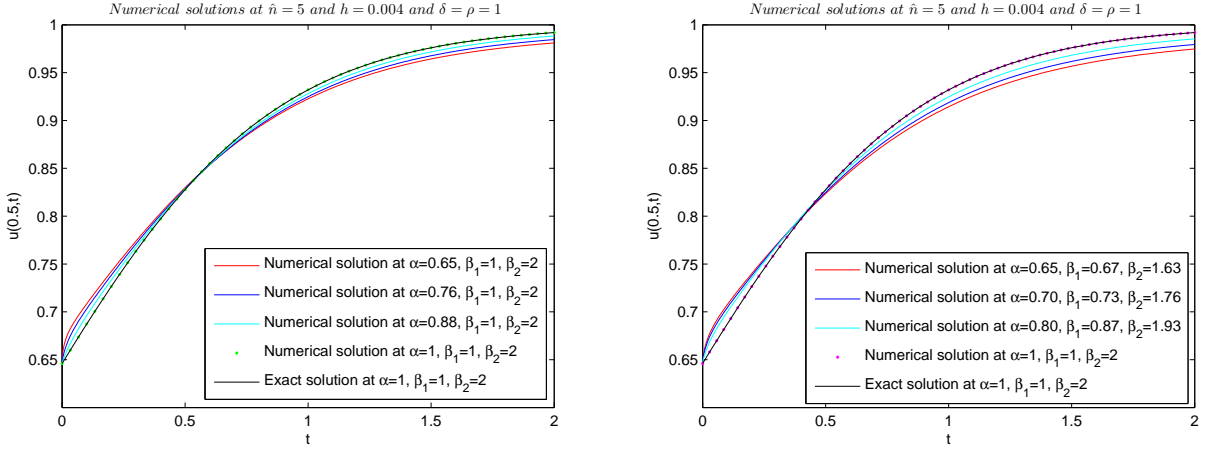 Numerical solutions at n̂ = 5 and h = 0.004 and δ = ρ = 1
1
0.95
0.9
0.85
0.8
0.75
0.7
0.65
u(0.5,t)
Numerical solution at α=0.65, β₁=1, β₂=2
Numerical solution at α=0.76, β₁=1, β₂=2
Numerical solution at α=0.88, β₁=1, β₂=2
Numerical solution at α=1, β₁=1, β₂=2
Exact solution at α=1, β₁=1, β₂=2
0 0.5 1 1.5 2
t
Numerical solutions at n̂ = 5 and h = 0.004 and δ = ρ = 1
1
0.95
0.9
0.85
0.8
0.75
0.7
0.65
u(0.5,t)
Numerical solution at α=0.65, β₁=0.67, β₂=1.63
Numerical solution at α=0.70, β₁=0.73, β₂=1.76
Numerical solution at α=0.80, β₁=0.87, β₂=1.93
Numerical solution at α=1, β₁=1, β₂=2
Exact solution at α=1, β₁=1, β₂=2
0 0.5 1 1.5 2
t